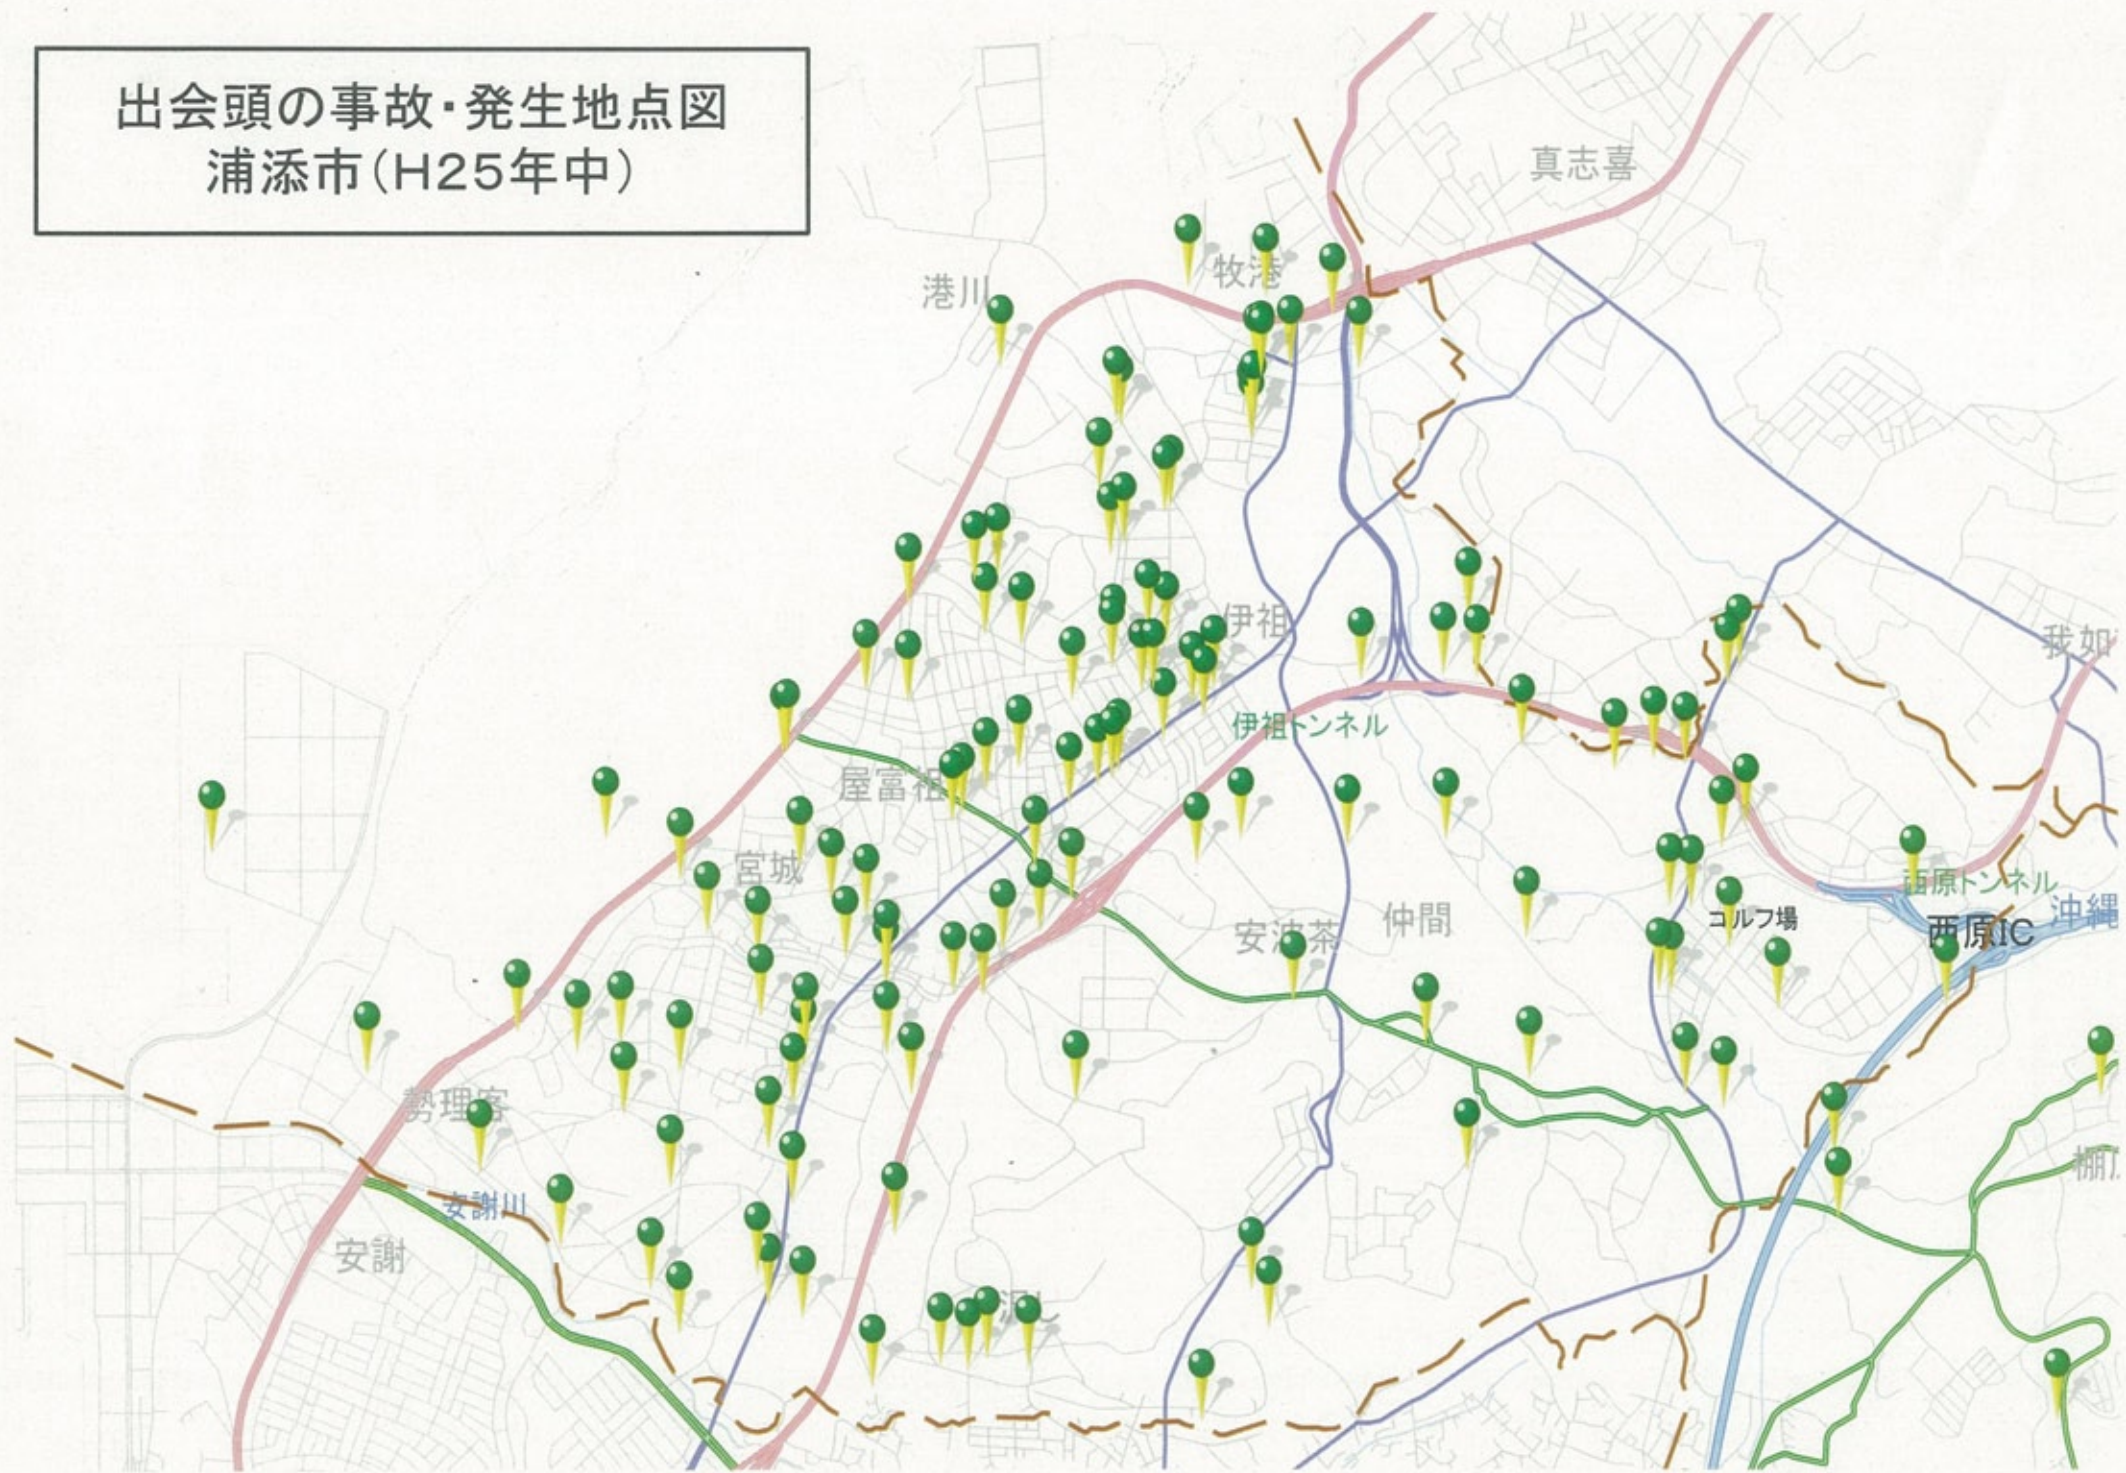 出会頭の事故・発生地点図
浦添市(H25年中)
真志喜
牧港
港川
伊祖
我如
伊祖トンネル
屋富祖
宮城
西原トンネル
沖縄
ゴルフ場
西原IC
仲間
安波茶
勢理客
安謝川
安謝
沢し